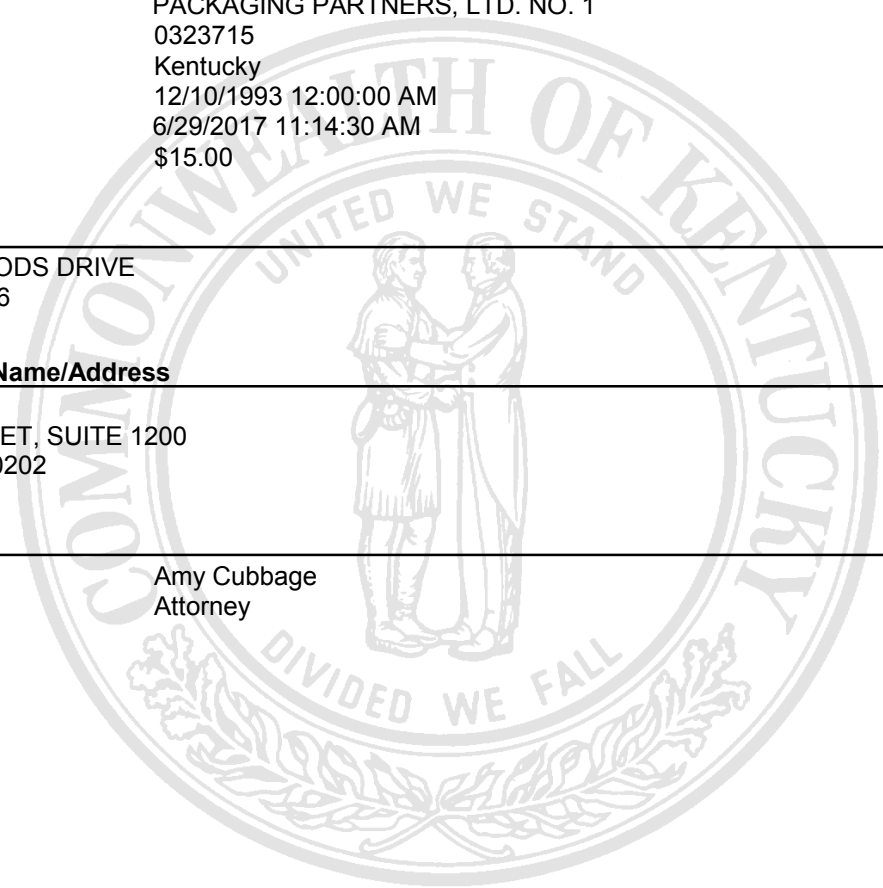 PACKAGING PARTNERS, LTD. NO. 1
0323715
Kentucky
12/10/1993 12:00:00 AM
6/29/2017 11:14:30 AM
$15.00
ODS DRIVE
6
Name/Address
ET, SUITE 1200
0202
Amy Cubbage
Attorney
COMMONWEALTH OF KENTUCKY
UNITED WE STAND
DIVIDED WE FALL